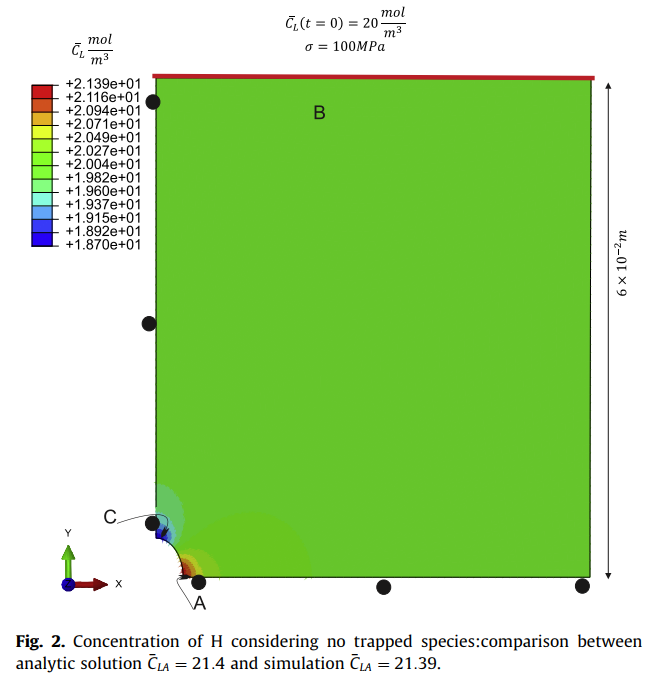 C̄_L(t = 0) = 20 mol/m³
σ = 100MPa
C̄_L mol/m³
+2.139e+01
+2.116e+01
+2.094e+01
+2.071e+01
+2.049e+01
+2.027e+01
+2.004e+01
+1.982e+01
+1.960e+01
+1.937e+01
+1.915e+01
+1.892e+01
+1.870e+01
B
6 × 10⁻²m
C
Y
X
A
Fig. 2. Concentration of H considering no trapped species:comparison between
analytic solution C̄_LA = 21.4 and simulation C̄_LA = 21.39.